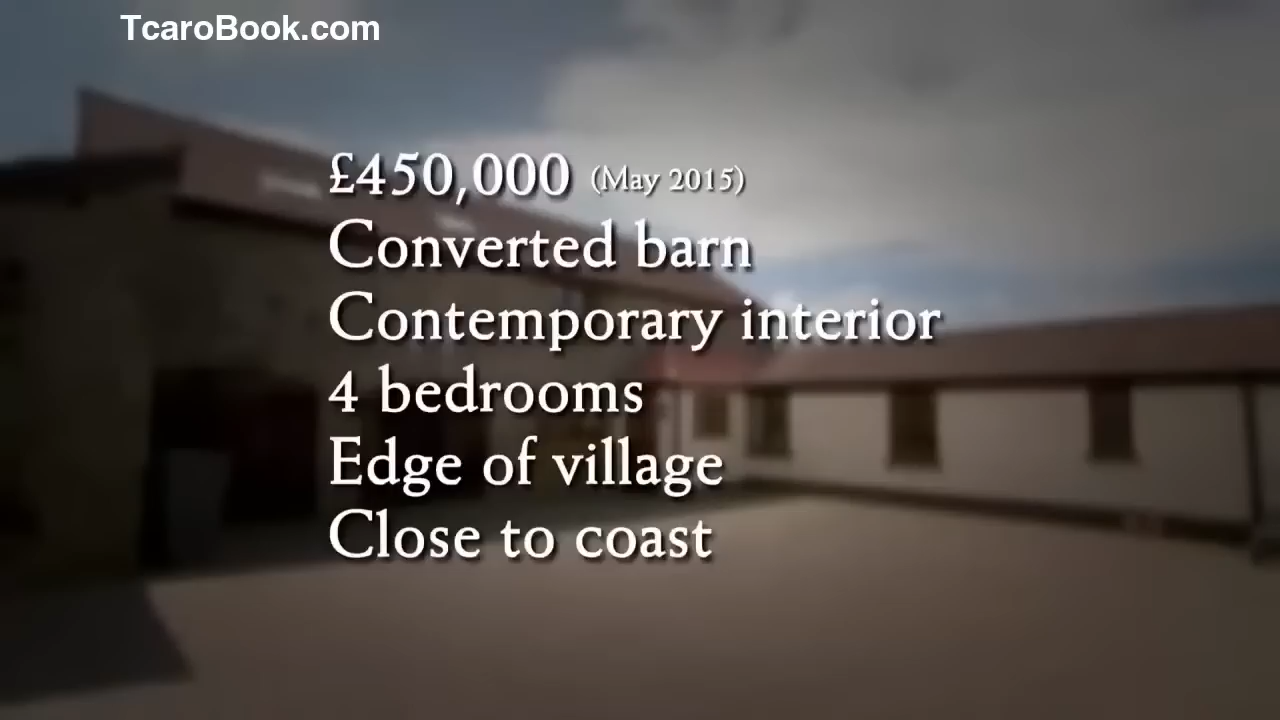 TcaroBook.com
£450,000 (May 2015)
Converted barn
Contemporary interior
4 bedrooms
Edge of village
Close to coast